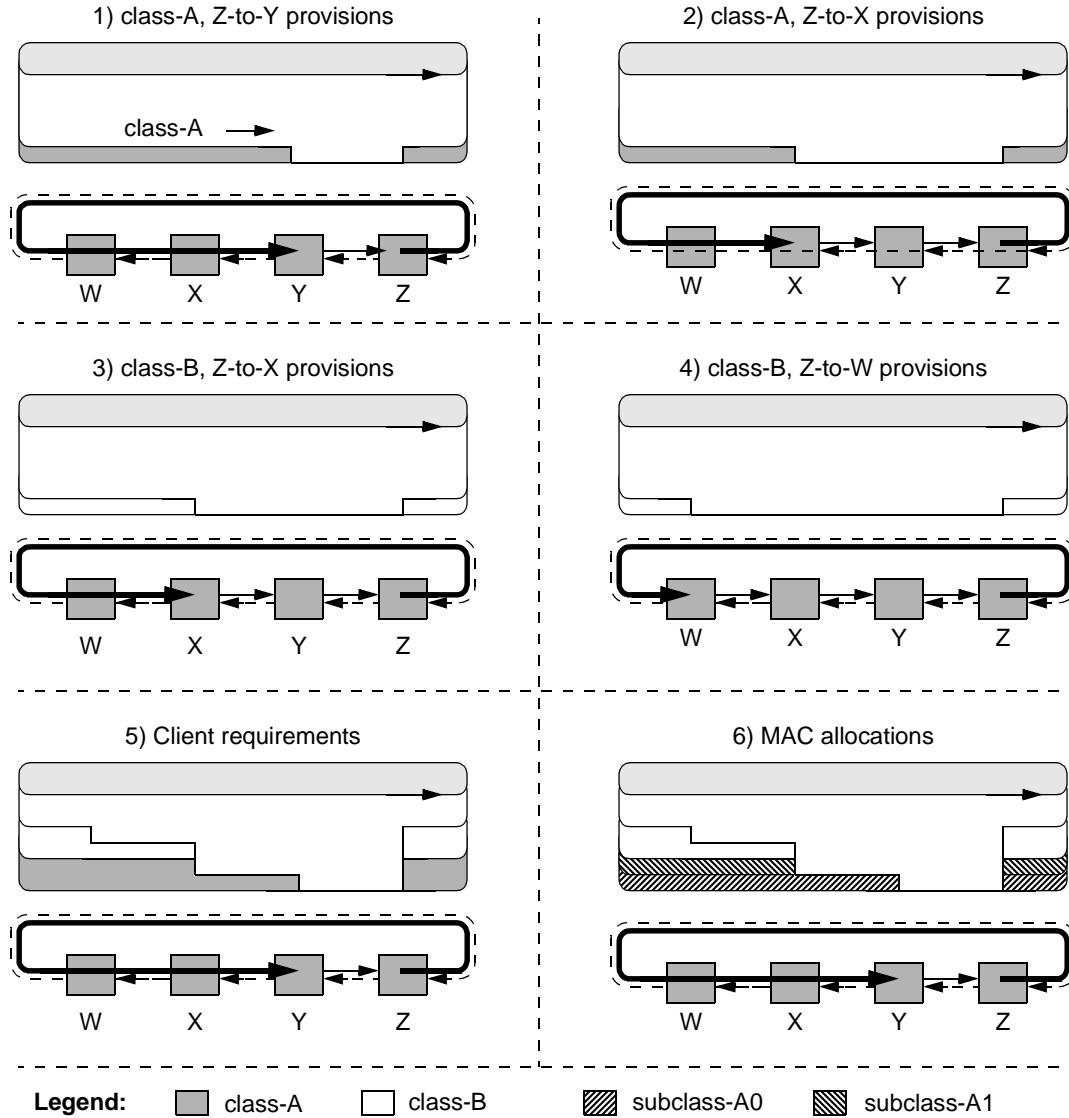 1) class-A, Z-to-Y provisions
class-A
W X Y Z
2) class-A, Z-to-X provisions
W X Y Z
3) class-B, Z-to-X provisions
W X Y Z
4) class-B, Z-to-W provisions
W X Y Z
5) Client requirements
W X Y Z
6) MAC allocations
W X Y Z
Legend: class-A class-B subclass-A0 subclass-A1